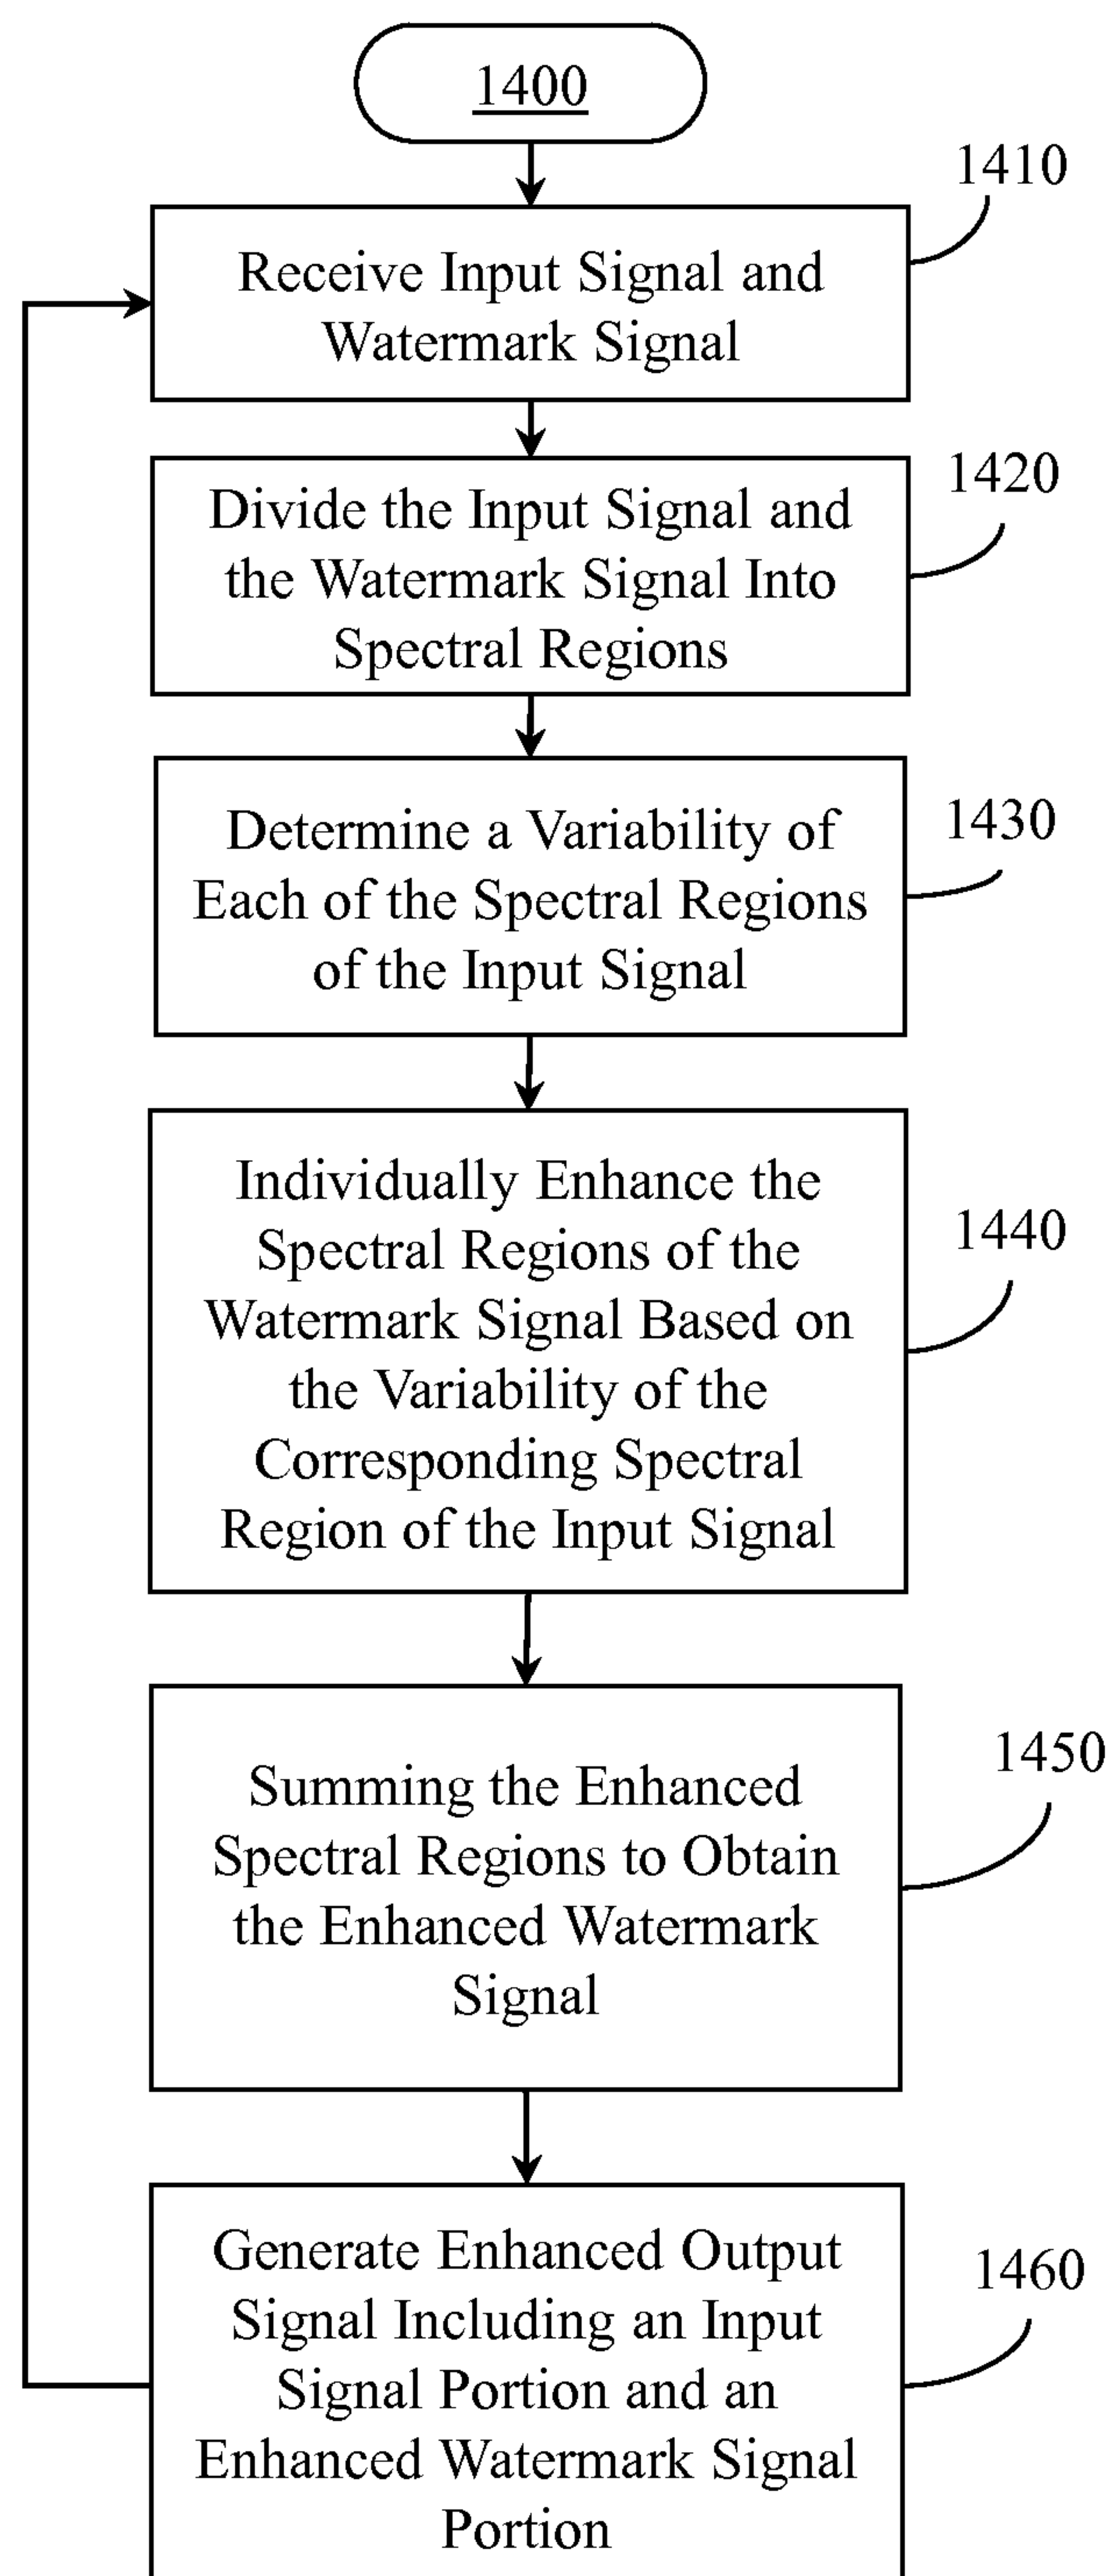 1400
1410
Receive Input Signal and
Watermark Signal
1420
Divide the Input Signal and
the Watermark Signal Into
Spectral Regions
1430
Determine a Variability of
Each of the Spectral Regions
of the Input Signal
1440
Individually Enhance the
Spectral Regions of the
Watermark Signal Based on
the Variability of the
Corresponding Spectral
Region of the Input Signal
1450
Summing the Enhanced
Spectral Regions to Obtain
the Enhanced Watermark
Signal
1460
Generate Enhanced Output
Signal Including an Input
Signal Portion and an
Enhanced Watermark Signal
Portion